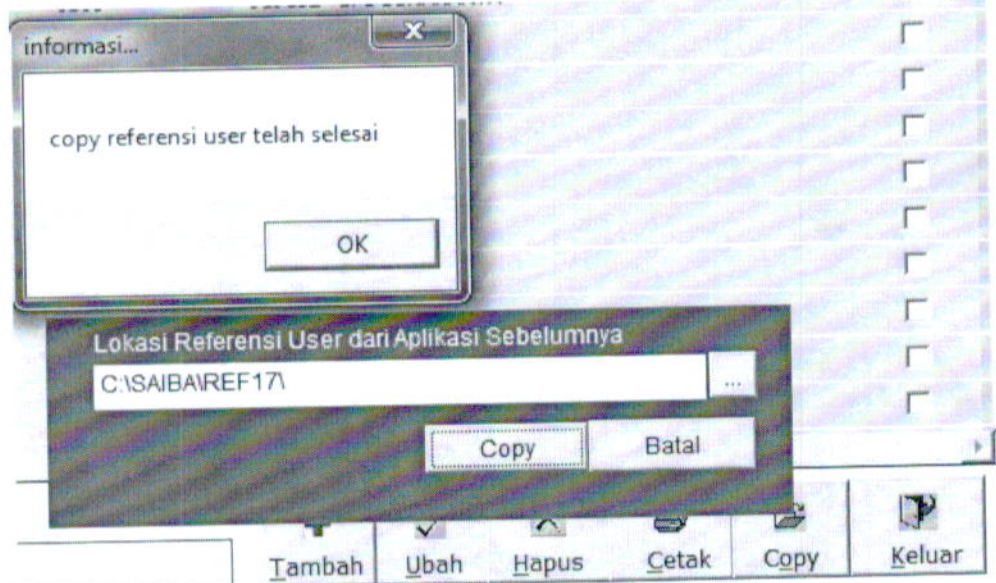 informasi...
copy referensi user telah selesai
OK
Lokasi Referensi User dari Aplikasi Sebelumnya
C:\SAIBA\REF17\
...
Copy
Batal
Tambah
Ubah
Hapus
Cetak
Copy
Keluar